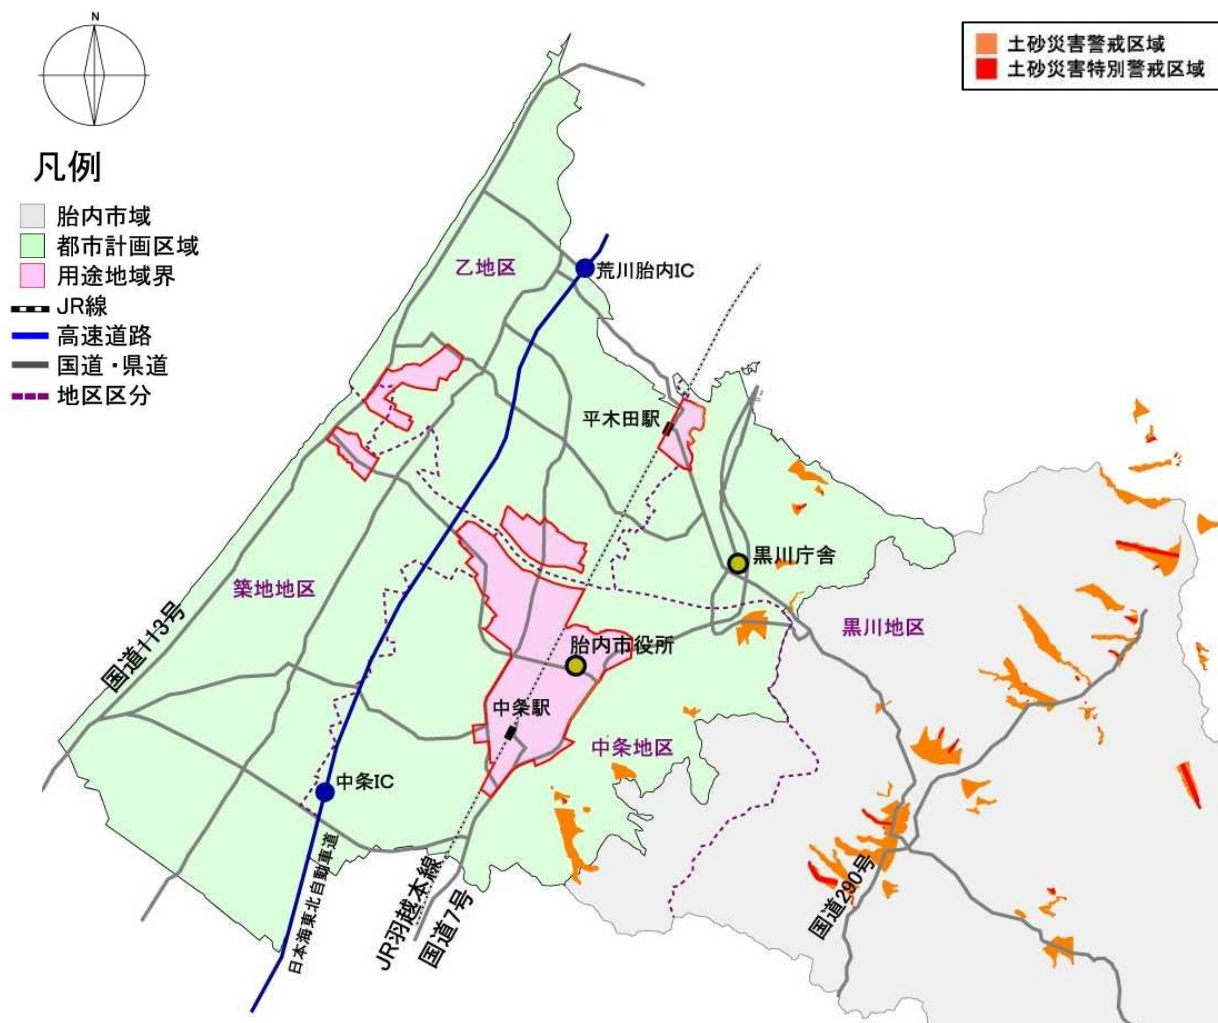 N
土砂災害警戒区域
土砂災害特別警戒区域
凡例
胎内市域
都市計画区域
用途地域界
JR線
高速道路
国道・県道
地区区分
乙地区
荒川胎内IC
平木田駅
黒川庁舎
築地地区
国道113号
黒川地区
胎内市役所
中条駅
中条地区
中条IC
日本海東北自動車道
JR羽越本線
国道7号
国道290号